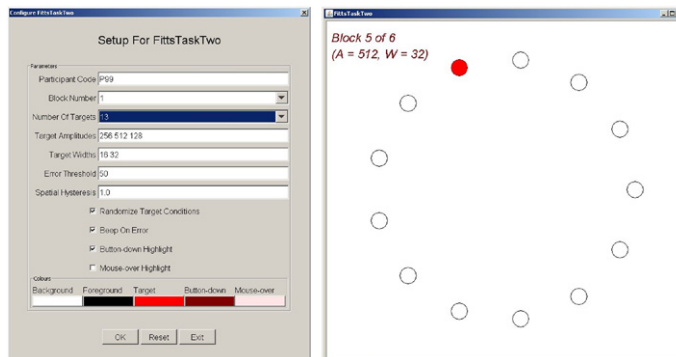 Configure FittsTaskTwo
Setup For FittsTaskTwo
Parameters
Participant Code P99
Block Number 1
Number Of Targets 13
Target Amplitudes 256 512 128
Target Widths 16 32
Error Threshold 50
Spatial Hysteresis 1.0
Randomize Target Conditions
Beep On Error
Button-down Highlight
Mouse-over Highlight
Colours
Background Foreground Target Button-down Mouse-over
OK Reset Exit
FittsTaskTwo
Block 5 of 6
(A = 512, W = 32)